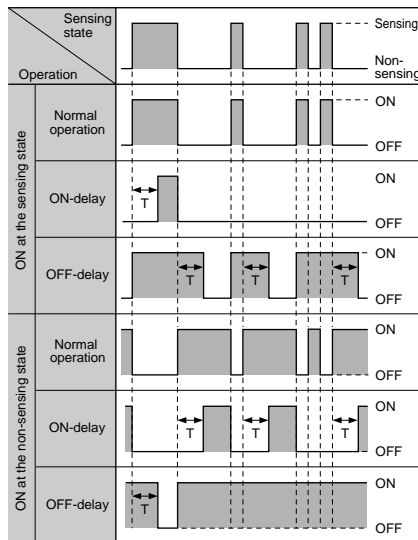 Sensing
state
Operation
Sensing
Non-
sensing
ON at the sensing state
Normal
operation
ON
OFF
ON-delay
T
ON
OFF
OFF-delay
T
T
T
ON
OFF
ON at the non-sensing state
Normal
operation
ON
OFF
ON-delay
T
T
T
ON
OFF
OFF-delay
T
ON
OFF